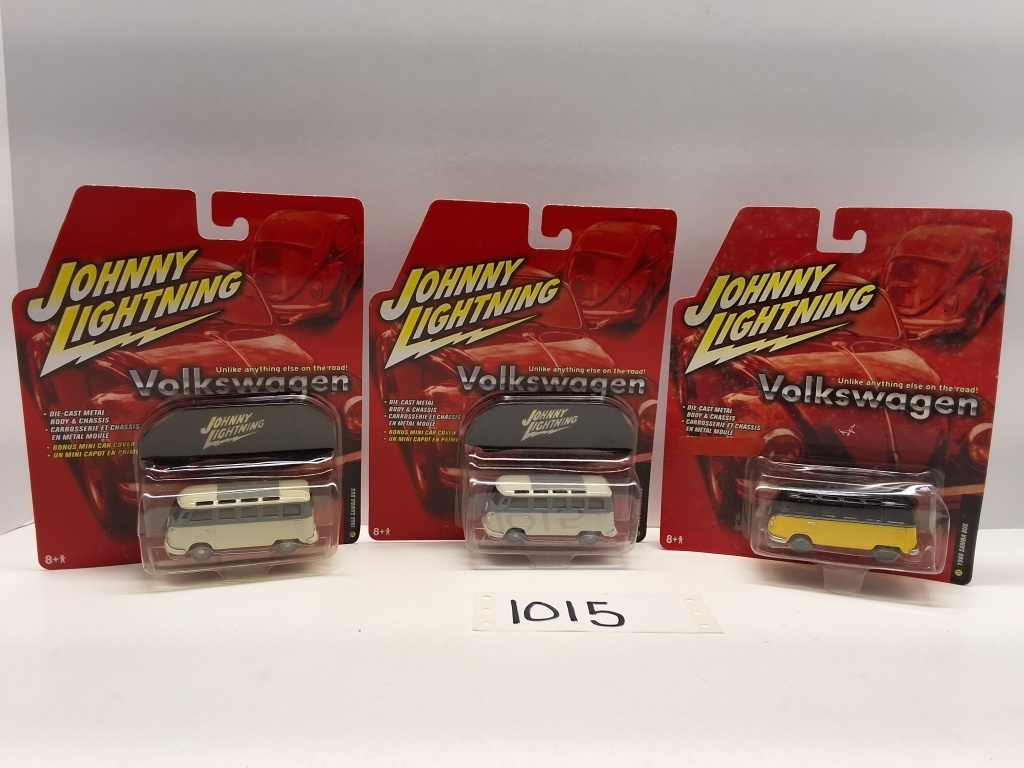 JOHNNY
LIGHTNING
Unlike anything else on the road!
Volkswagen
• DIE-CAST METAL
BODY & CHASSIS
• CARROSSERIE ET CHASSIS
EN METAL MOULE
• BONUS MINI CAR COVER
• UN MINI CAPOT EN PRIME
JOHNNY
LIGHTNING
8+
SAMBA BUS
JOHNNY
LIGHTNING
Unlike anything else on the road!
Volkswagen
• DIE-CAST METAL
BODY & CHASSIS
• CARROSSERIE ET CHASSIS
EN METAL MOULE
• BONUS MINI CAR COVER
• UN MINI CAPOT EN PRIME
JOHNNY
LIGHTNING
8+
JOHNNY
LIGHTNING
Unlike anything else on the road!
Volkswagen
• DIE-CAST METAL
BODY & CHASSIS
• CARROSSERIE ET CHASSIS
EN METAL MOULE
8+
SAMBA BUS
1015